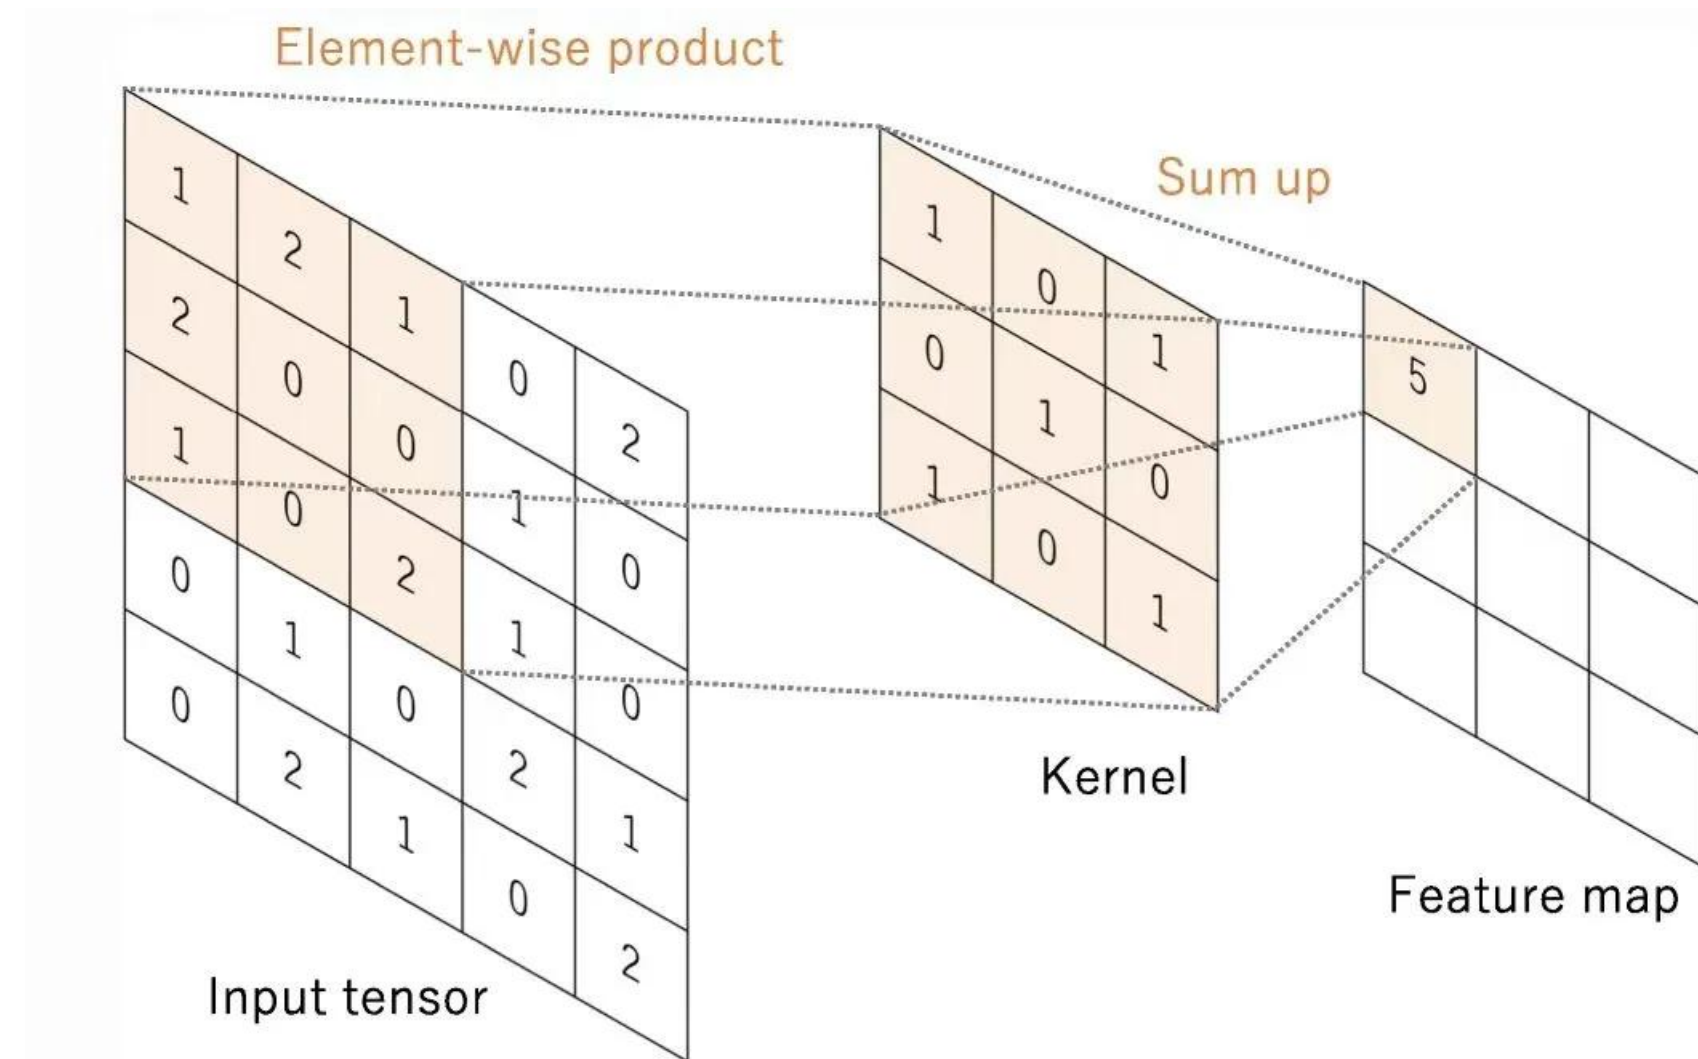 Element-wise product
Sum up
1 2 1 0 2
2 0 0 1 0
1 0 2 1 0
0 1 0 2 1
0 2 1 0 2
Input tensor
1 0 1
0 1 0
1 0 1
Kernel
5
Feature map